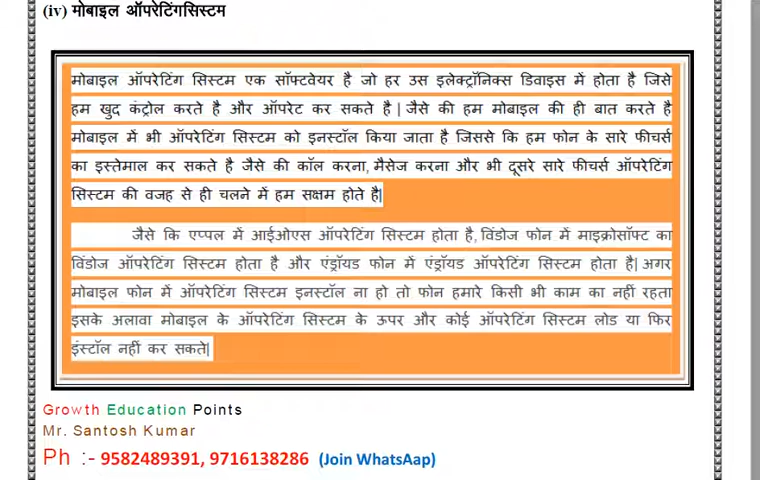 (iv) मोबाइल ऑपरेटिंगसिस्टम
मोबाइल ऑपरेटिंग सिस्टम एक सॉफ्टवेयर है जो हर उस इलेक्ट्रॉनिक्स डिवाइस में होता है जिसे
हम खुद कंट्रोल करते है और ऑपरेट कर सकते है | जैसे की हम मोबाइल की ही बात करते है
मोबाइल में भी ऑपरेटिंग सिस्टम को इनस्टॉल किया जाता है जिससे कि हम फोन के सारे फीचर्स
का इस्तेमाल कर सकते है जैसे की कॉल करना, मैसेज करना और भी दूसरे सारे फीचर्स ऑपरेटिंग
सिस्टम की वजह से ही चलने में हम सक्षम होते है|
जैसे कि एप्पल में आईओएस ऑपरेटिंग सिस्टम होता है, विंडोज फोन में माइक्रोसॉफ्ट का
विंडोज ऑपरेटिंग सिस्टम होता है और एंड्रॉयड फोन में एंड्रॉयड ऑपरेटिंग सिस्टम होता है| अगर
मोबाइल फोन में ऑपरेटिंग सिस्टम इनस्टॉल ना हो तो फोन हमारे किसी भी काम का नहीं रहता
इसके अलावा मोबाइल के ऑपरेटिंग सिस्टम के ऊपर और कोई ऑपरेटिंग सिस्टम लोड या फिर
इंस्टॉल नहीं कर सकते|
Growth Education Points
Mr. Santosh Kumar
Ph :- 9582489391, 9716138286 (Join WhatsAap)